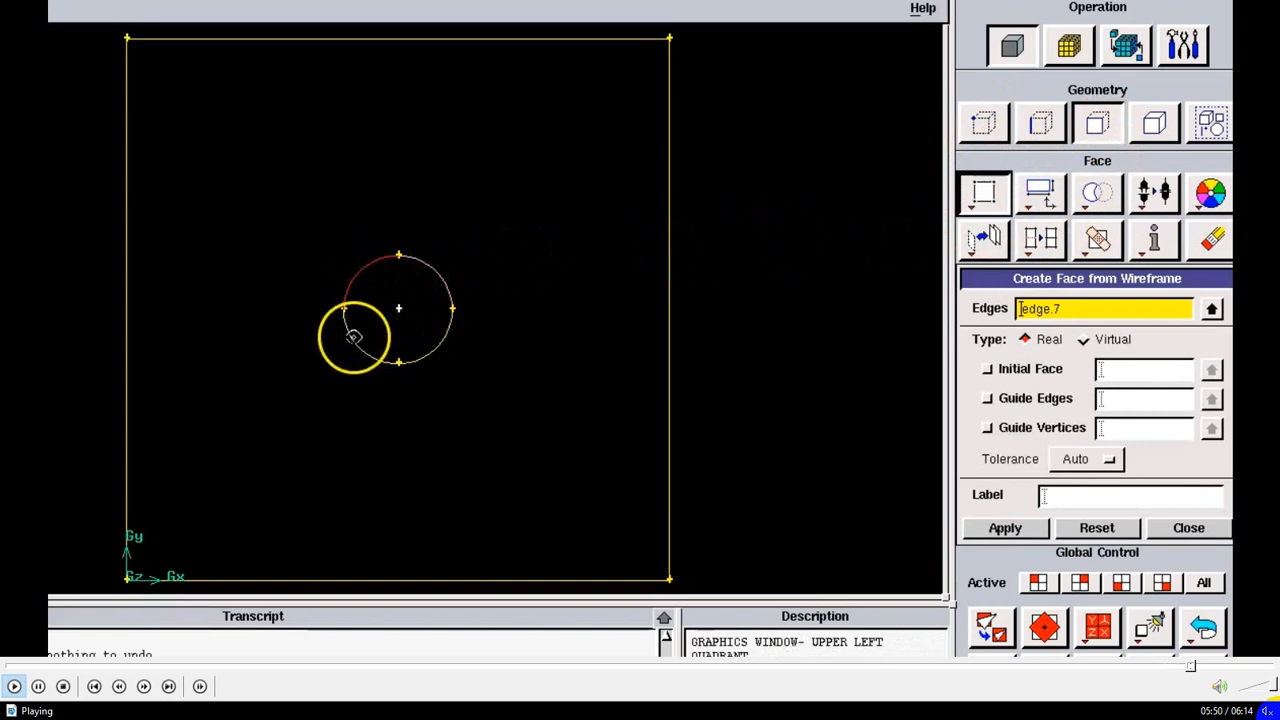 Help
Operation
Geometry
Face
Create Face from Wireframe
Edges edge.7
Type: Real Virtual
Initial Face
Guide Edges
Guide Vertices
Tolerance Auto
Label
Apply Reset Close
Global Control
Active All
Gy
Gz Gx
Transcript Description
nothing to undo
GRAPHICS WINDOW- UPPER LEFT
QUADRANT
Playing
05:50 / 06:14